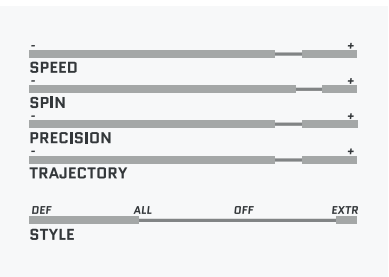 - +
SPEED
- +
SPIN
- +
PRECISION
- +
TRAJECTORY
DEF ALL OFF EXTR
STYLE